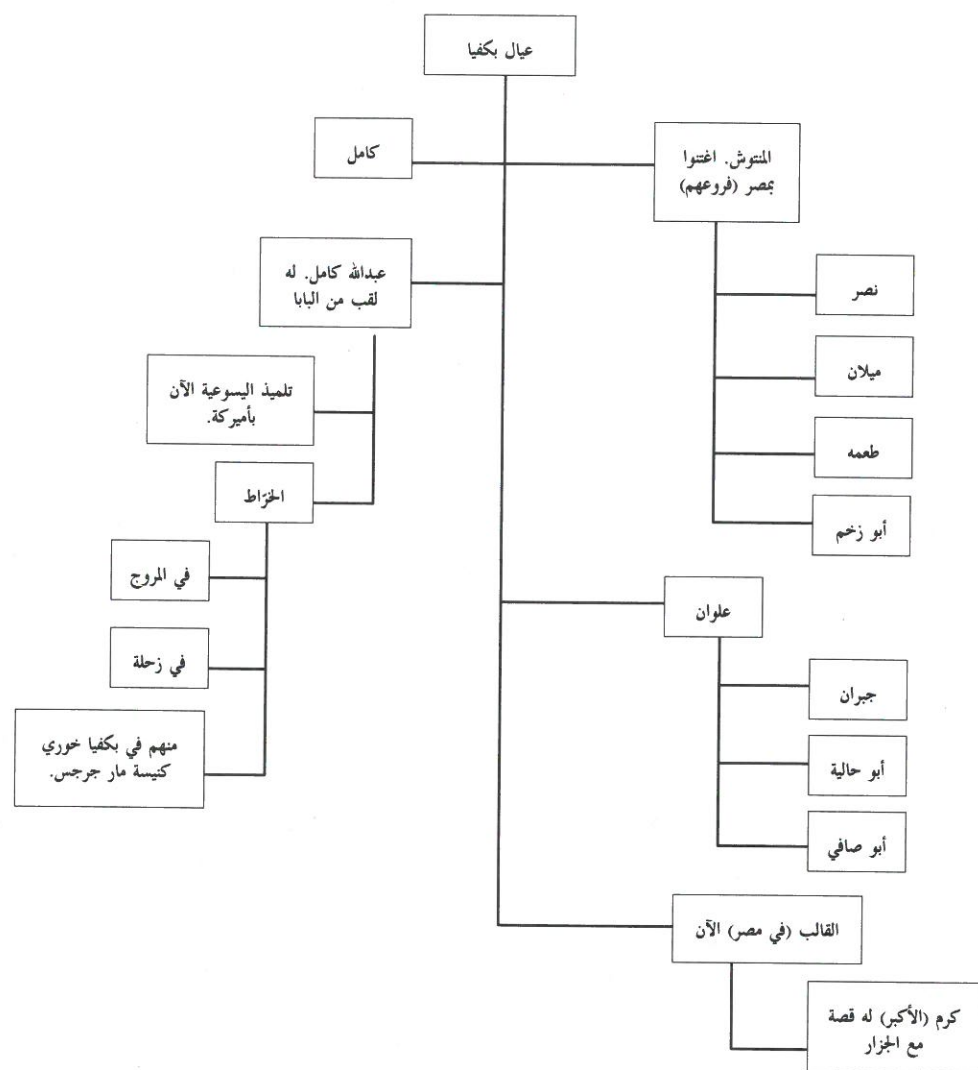 عيال بكفيا
المنتوش. اغتنوا
بمصر (فروعهم)
نصر
ميلان
طعمه
أبو زخم
كامل
عبدالله كامل. له
لقب من البابا
تلميذ اليسوعية الآن
بأميركة.
الخرّاط
في المروج
في زحلة
منهم في بكفيا خوري
كنيسة مار جرجس.
علوان
جبران
أبو حالية
أبو صافي
القالب (في مصر) الآن
كرم (الأكبر) له قصة
مع الجزار